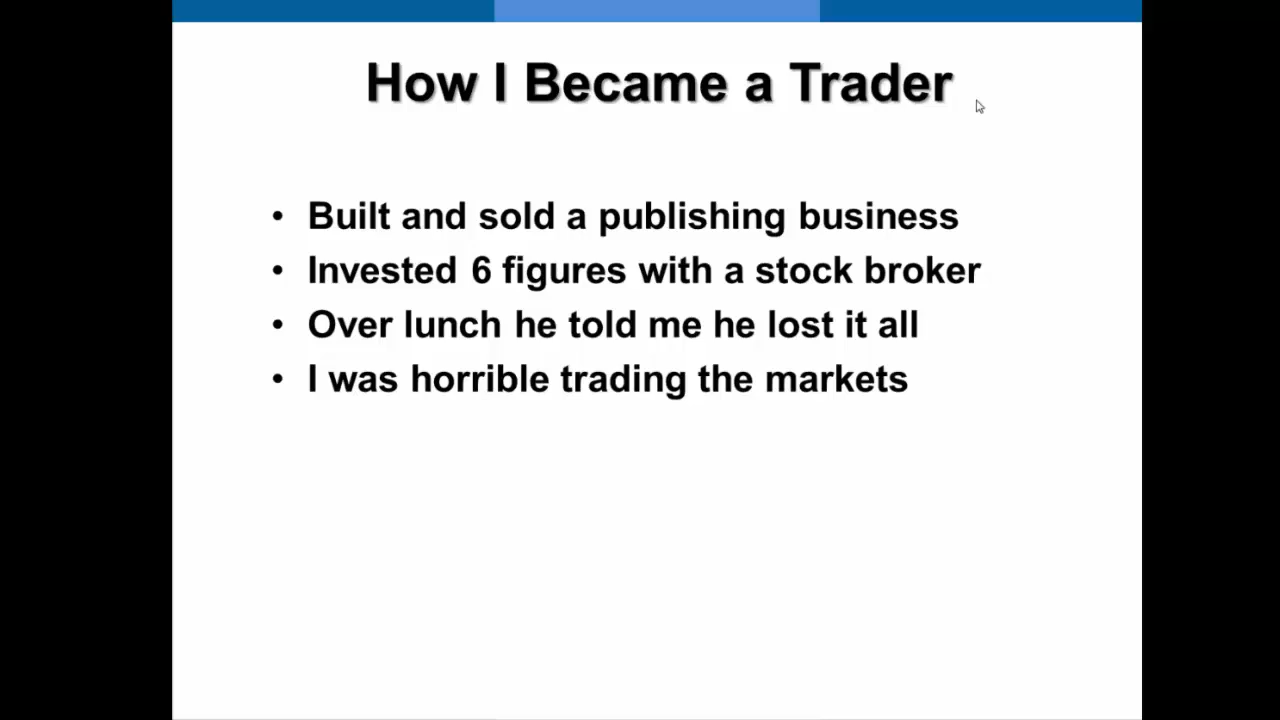 How I Became a Trader
• Built and sold a publishing business
• Invested 6 figures with a stock broker
• Over lunch he told me he lost it all
• I was horrible trading the markets